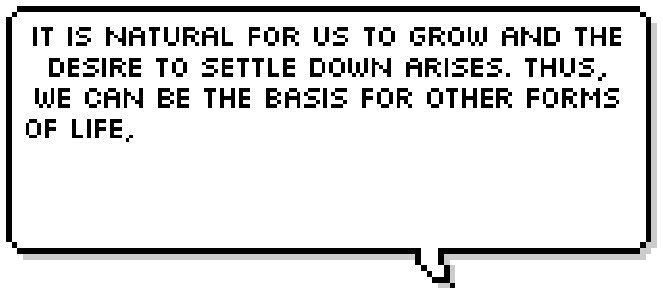 IT IS NATURAL FOR US TO GROW AND THE
DESIRE TO SETTLE DOWN ARISES. THUS,
WE CAN BE THE BASIS FOR OTHER FORMS
OF LIFE,